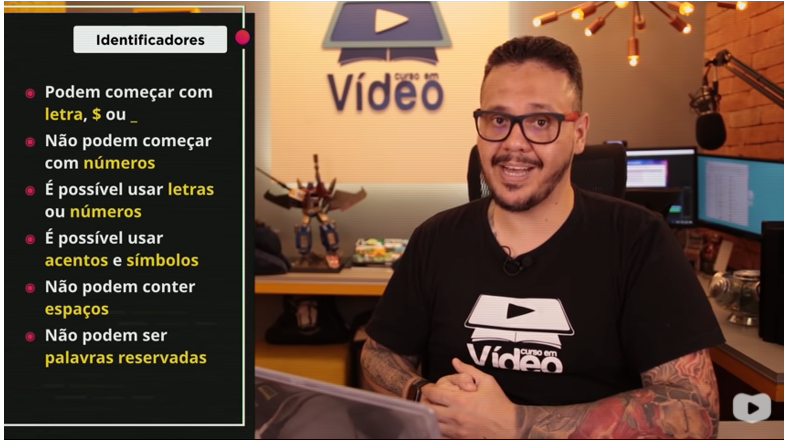 Identificadores
Podem começar com
letra, $ ou _
Não podem começar
com números
É possível usar letras
ou números
É possível usar
acentos e símbolos
Não podem conter
espaços
Não podem ser
palavras reservadas
curso em
Vídeo
curso em
Vídeo